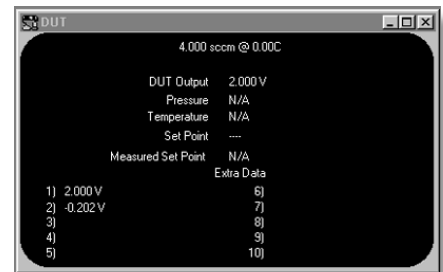 DUT
4.000 sccm @ 0.00C
DUT Output 2.000 V
Pressure N/A
Temperature N/A
Set Point ----
Measured Set Point N/A
Extra Data
1) 2.000 V 6)
2) -0.202 V 7)
3) 8)
4) 9)
5) 10)